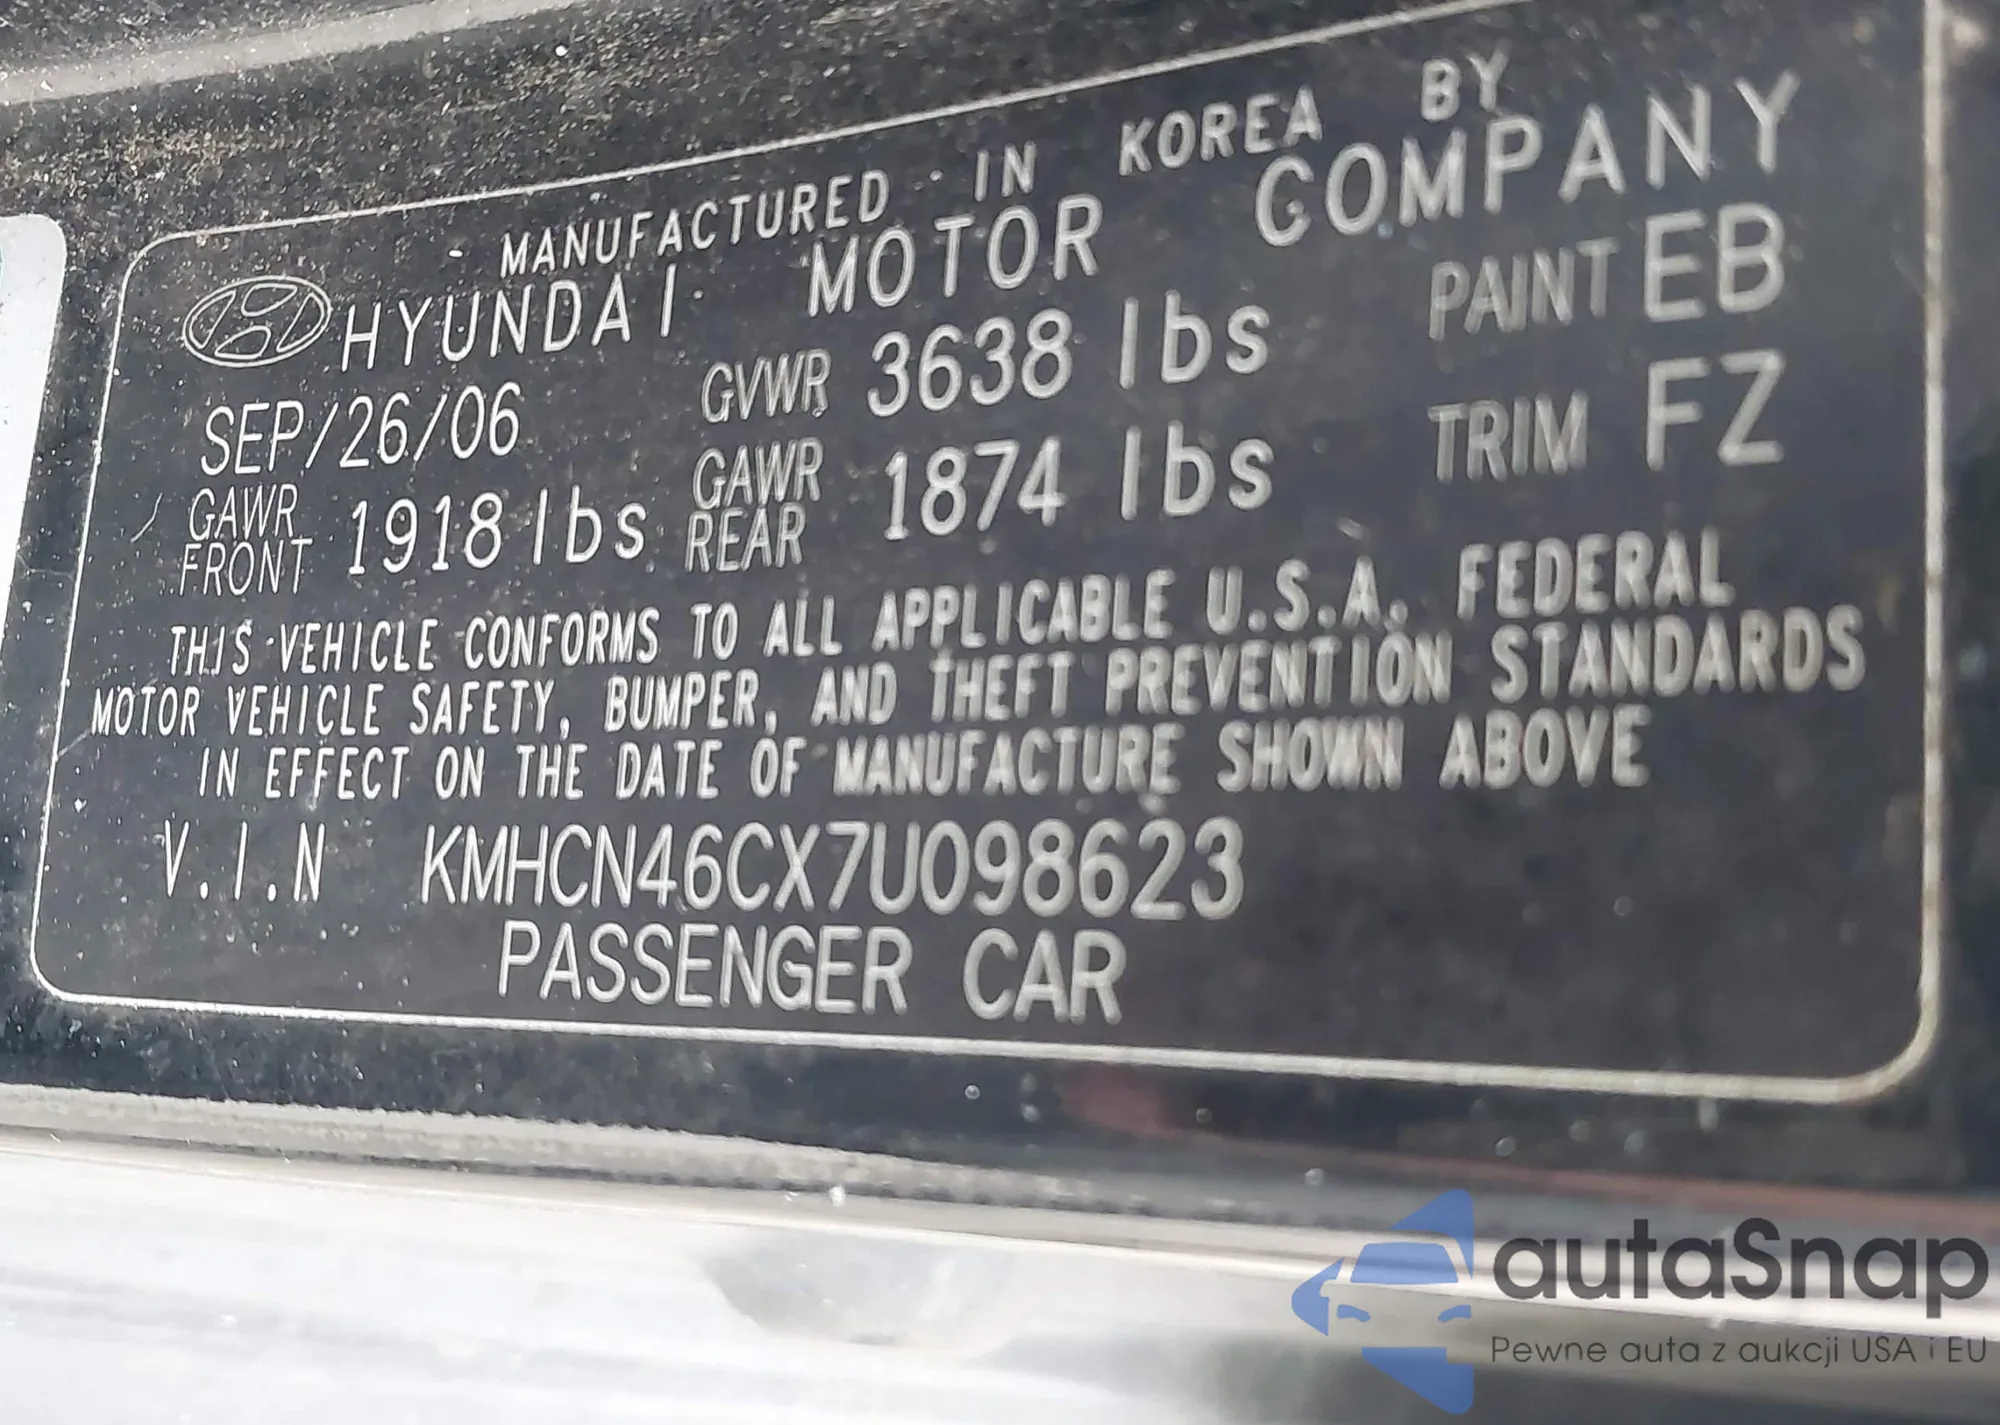 MANUFACTURED IN KOREA BY
HYUNDAI MOTOR COMPANY
SEP/26/06 GVWR 3638 lbs PAINT EB
GAWR FRONT 1918 lbs GAWR REAR 1874 lbs TRIM FZ
THIS VEHICLE CONFORMS TO ALL APPLICABLE U.S.A. FEDERAL
MOTOR VEHICLE SAFETY, BUMPER, AND THEFT PREVENTION STANDARDS
IN EFFECT ON THE DATE OF MANUFACTURE SHOWN ABOVE
V.I.N KMHCN46CX7U098623
PASSENGER CAR
autaSnap
Pewne auta z aukcji USA i EU